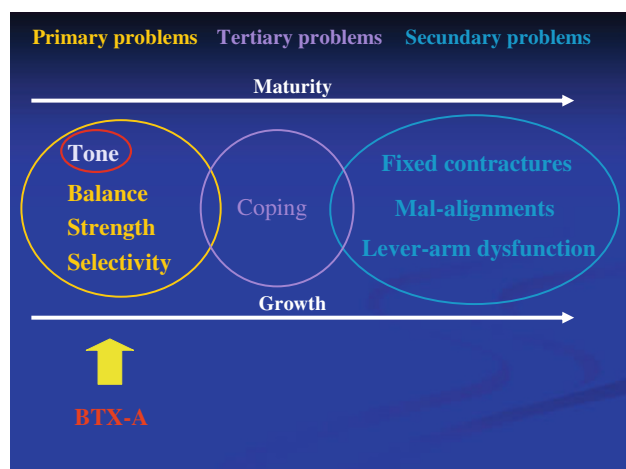 Primary problems Tertiary problems Secundary problems
Maturity
Tone
Balance
Strength
Selectivity
Coping
Fixed contractures
Mal-alignments
Lever-arm dysfunction
Growth
BTX-A